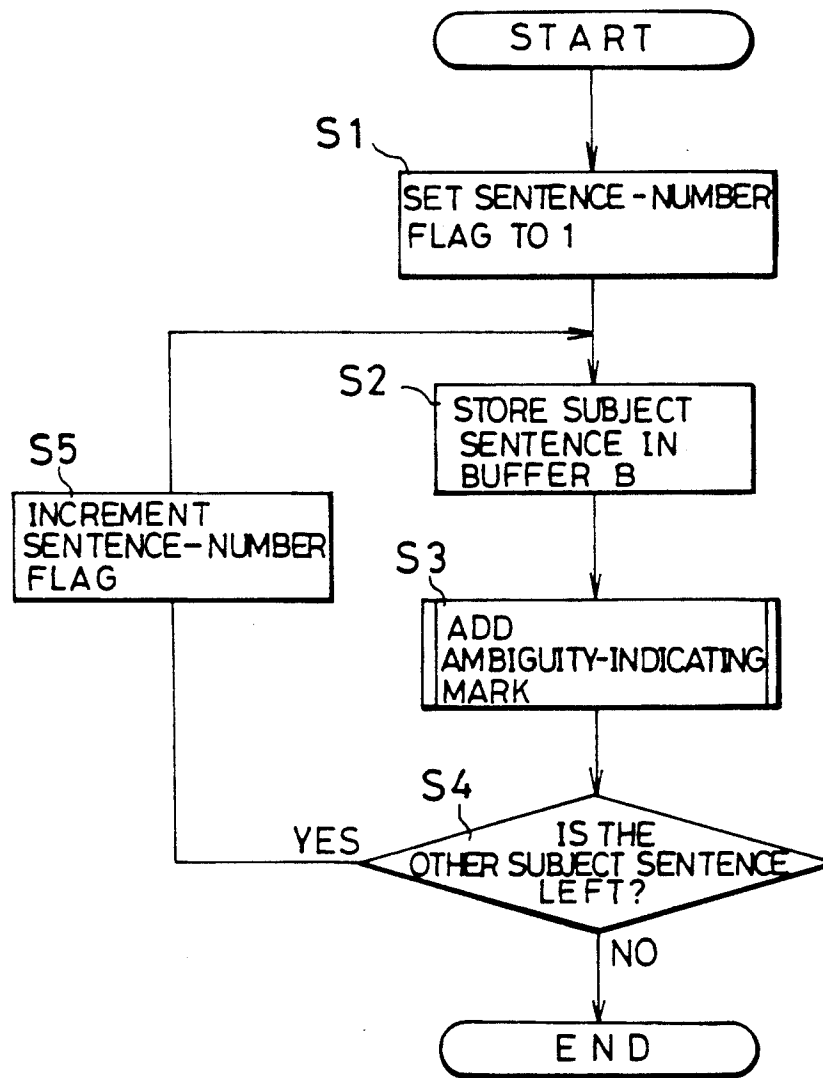 START
S1
SET SENTENCE-NUMBER
FLAG TO 1
S2
STORE SUBJECT
SENTENCE IN
BUFFER B
S5
INCREMENT
SENTENCE-NUMBER
FLAG
S3
ADD
AMBIGUITY-INDICATING
MARK
S4
YES
IS THE
OTHER SUBJECT SENTENCE
LEFT?
NO
END